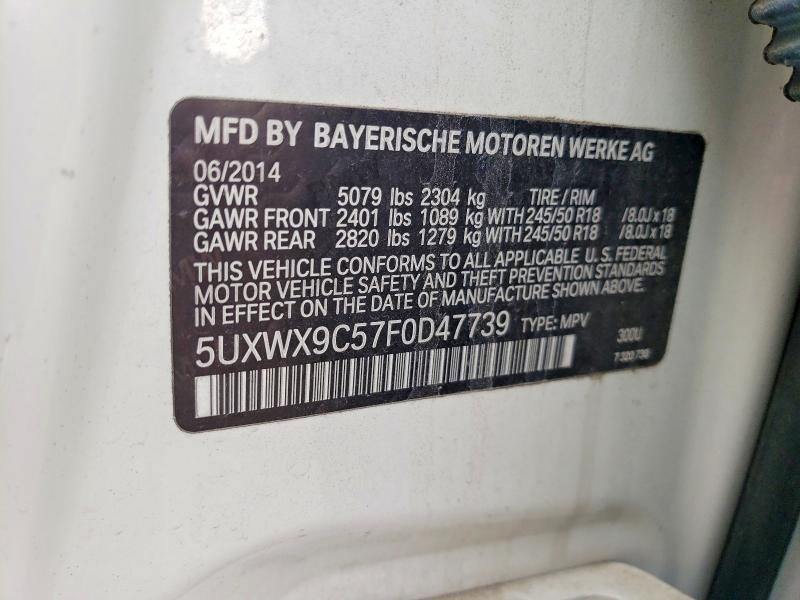 MFD BY BAYERISCHE MOTOREN WERKE AG
06/2014
GVWR 5079 lbs 2304 kg TIRE / RIM
GAWR FRONT 2401 lbs 1089 kg WITH 245/50 R18 /8.0J x 18
GAWR REAR 2820 lbs 1279 kg WITH 245/50 R18 /8.0J x 18
THIS VEHICLE CONFORMS TO ALL APPLICABLE U.S. FEDERAL
MOTOR VEHICLE SAFETY AND THEFT PREVENTION STANDARDS
IN EFFECT ON THE DATE OF MANUFACTURE SHOWN ABOVE.
5UXWX9C57F0D47739 TYPE: MPV 300U
7 320 730